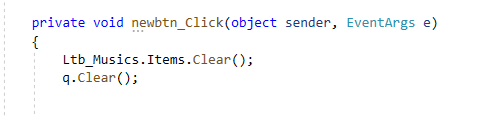 private void newbtn_Click(object sender, EventArgs e)
{
Ltb_Musics.Items.Clear();
q.Clear();